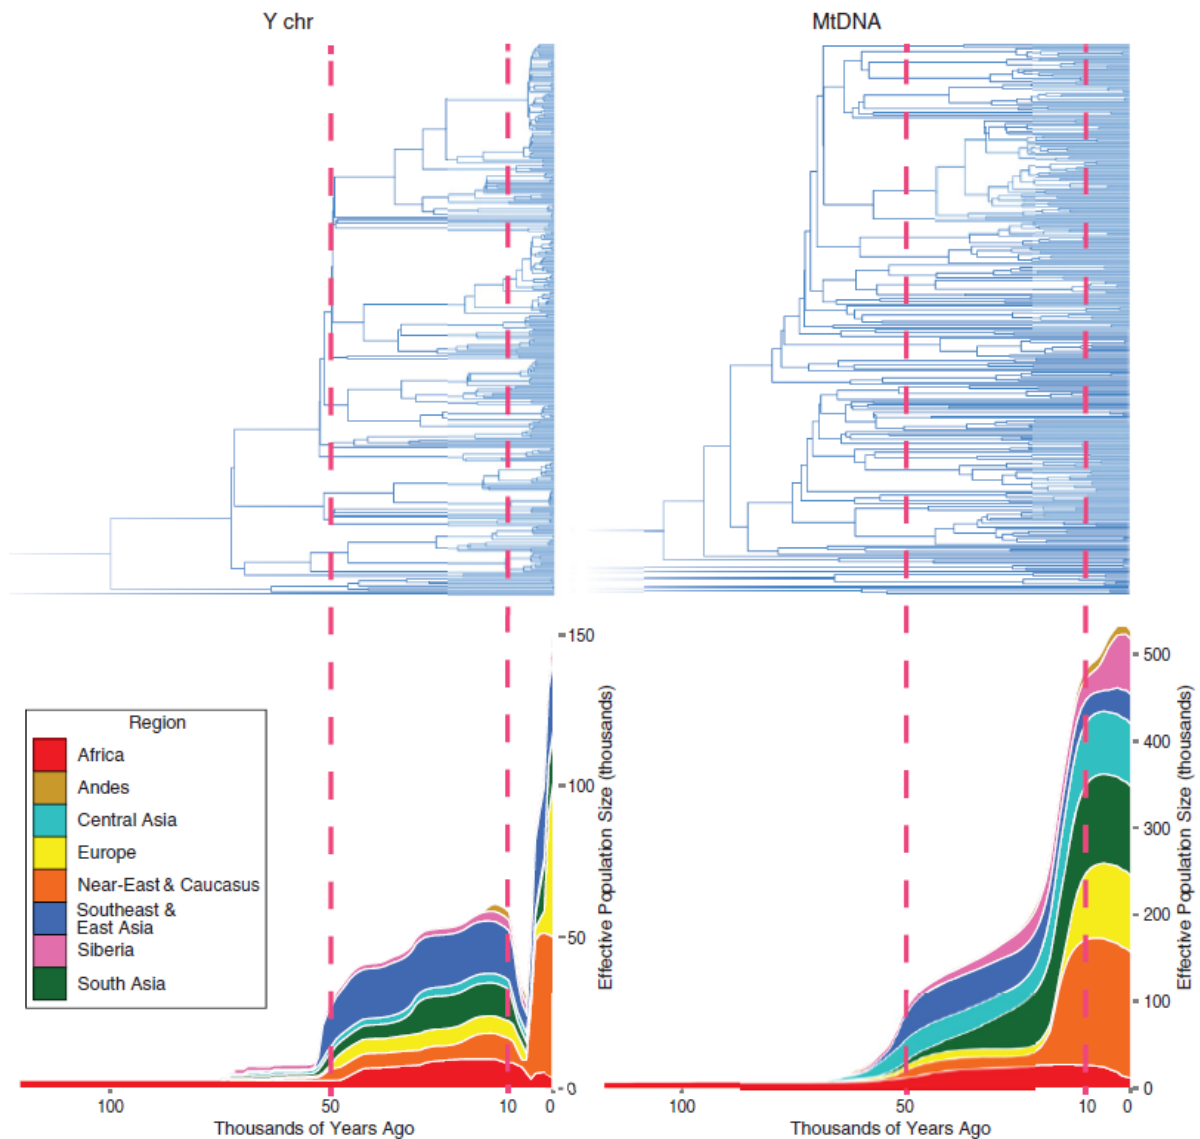 Y chr
MtDNA
150
100
50
0
Effective Population Size (thousands)
500
400
300
200
100
0
Effective Population Size (thousands)
Region
Africa
Andes
Central Asia
Europe
Near-East & Caucasus
Southeast &
East Asia
Siberia
South Asia
100
50
10
0
Thousands of Years Ago
100
50
10
0
Thousands of Years Ago